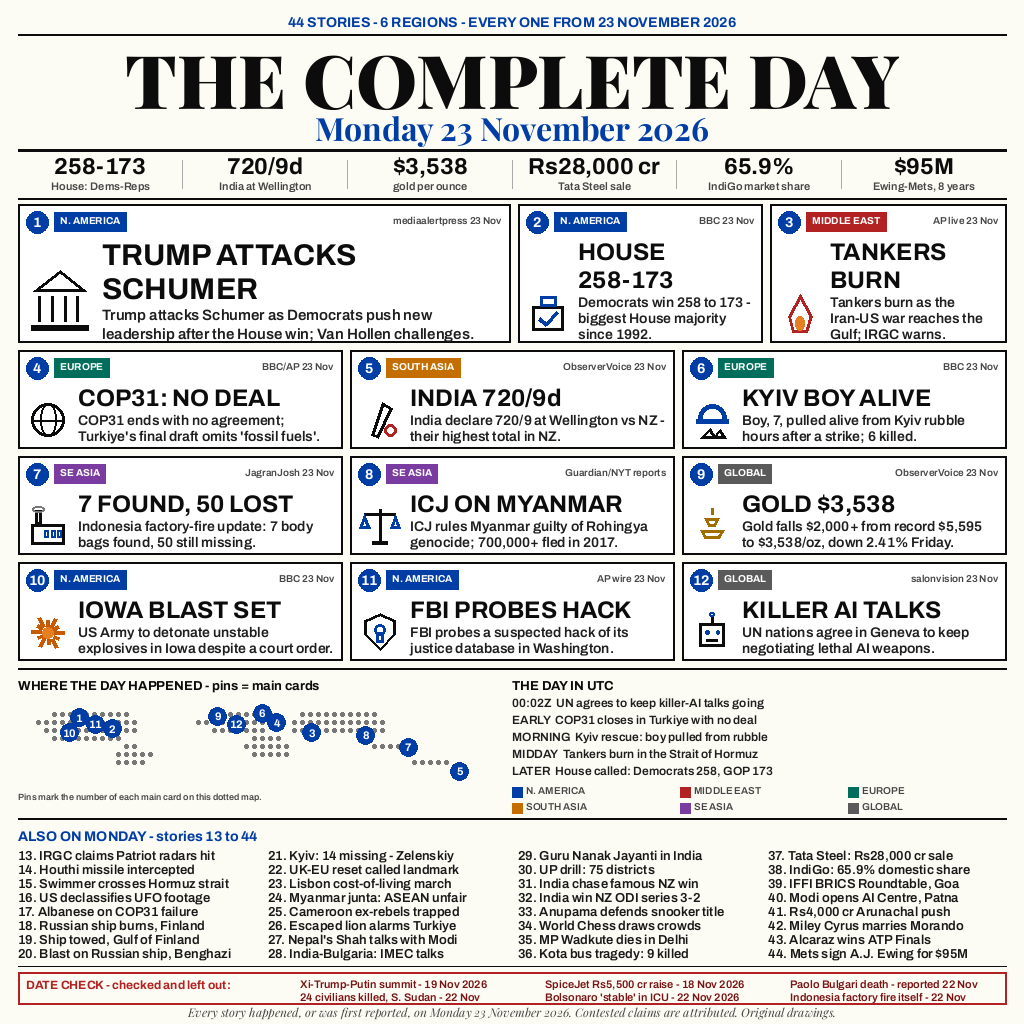 44 STORIES - 6 REGIONS - EVERY ONE FROM 23 NOVEMBER 2026
THE COMPLETE DAY
Monday 23 November 2026
258-173
House: Dems-Reps
720/9d
India at Wellington
$3,538
gold per ounce
Rs28,000 cr
Tata Steel sale
65.9%
IndiGo market share
$95M
Ewing-Mets, 8 years
1 N. AMERICA mediaalertpress 23 Nov
TRUMP ATTACKS
SCHUMER
Trump attacks Schumer as Democrats push new
leadership after the House win; Van Hollen challenges.
2 N. AMERICA BBC 23 Nov
HOUSE
258-173
Democrats win 258 to 173 -
biggest House majority
since 1992.
3 MIDDLE EAST AP live 23 Nov
TANKERS
BURN
Tankers burn as the
Iran-US war reaches the
Gulf; IRGC warns.
4 EUROPE BBC/AP 23 Nov
COP31: NO DEAL
COP31 ends with no agreement;
Turkiye's final draft omits 'fossil fuels'.
5 SOUTH ASIA ObserverVoice 23 Nov
INDIA 720/9d
India declare 720/9 at Wellington vs NZ -
their highest total in NZ.
6 EUROPE BBC 23 Nov
KYIV BOY ALIVE
Boy, 7, pulled alive from Kyiv rubble
hours after a strike; 6 killed.
7 SE ASIA JagranJosh 23 Nov
7 FOUND, 50 LOST
Indonesia factory-fire update: 7 body
bags found, 50 still missing.
8 SE ASIA Guardian/NYT reports
ICJ ON MYANMAR
ICJ rules Myanmar guilty of Rohingya
genocide; 700,000+ fled in 2017.
9 GLOBAL ObserverVoice 23 Nov
GOLD $3,538
Gold falls $2,000+ from record $5,595
to $3,538/oz, down 2.41% Friday.
10 N. AMERICA BBC 23 Nov
IOWA BLAST SET
US Army to detonate unstable
explosives in Iowa despite a court order.
11 N. AMERICA AP wire 23 Nov
FBI PROBES HACK
FBI probes a suspected hack of its
justice database in Washington.
12 GLOBAL salonvision 23 Nov
KILLER AI TALKS
UN nations agree in Geneva to keep
negotiating lethal AI weapons.
WHERE THE DAY HAPPENED - pins = main cards
1 11 2 10 9 12 6 4 3 8 7 5
Pins mark the number of each main card on this dotted map.
THE DAY IN UTC
00:02Z UN agrees to keep killer-AI talks going
EARLY COP31 closes in Turkiye with no deal
MORNING Kyiv rescue: boy pulled from rubble
MIDDAY Tankers burn in the Strait of Hormuz
LATER House called: Democrats 258, GOP 173
N. AMERICA MIDDLE EAST EUROPE
SOUTH ASIA SE ASIA GLOBAL
ALSO ON MONDAY - stories 13 to 44
13. IRGC claims Patriot radars hit
14. Houthi missile intercepted
15. Swimmer crosses Hormuz strait
16. US declassifies UFO footage
17. Albanese on COP31 failure
18. Russian ship burns, Finland
19. Ship towed, Gulf of Finland
20. Blast on Russian ship, Benghazi
21. Kyiv: 14 missing - Zelenskiy
22. UK-EU reset called landmark
23. Lisbon cost-of-living march
24. Myanmar junta: ASEAN unfair
25. Cameroon ex-rebels trapped
26. Escaped lion alarms Turkiye
27. Nepal's Shah talks with Modi
28. India-Bulgaria: IMEC talks
29. Guru Nanak Jayanti in India
30. UP drill: 75 districts
31. India chase famous NZ win
32. India win NZ ODI series 3-2
33. Anupama defends snooker title
34. World Chess draws crowds
35. MP Wadkute dies in Delhi
36. Kota bus tragedy: 9 killed
37. Tata Steel: Rs28,000 cr sale
38. IndiGo: 65.9% domestic share
39. IFFI BRICS Roundtable, Goa
40. Modi opens AI Centre, Patna
41. Rs4,000 cr Arunachal push
42. Miley Cyrus marries Morando
43. Alcaraz wins ATP Finals
44. Mets sign A.J. Ewing for $95M
DATE CHECK - checked and left out:
Xi-Trump-Putin summit - 19 Nov 2026
24 civilians killed, S. Sudan - 22 Nov
SpiceJet Rs5,500 cr raise - 18 Nov 2026
Bolsonaro 'stable' in ICU - 22 Nov 2026
Paolo Bulgari death - reported 22 Nov
Indonesia factory fire itself - 22 Nov
Every story happened, or was first reported, on Monday 23 November 2026. Contested claims are attributed. Original drawings.